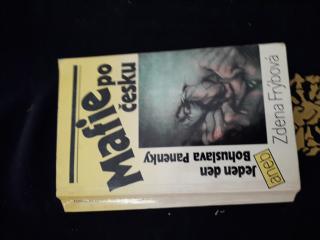 Mafie po
česku
aneb
Jeden den
Bohuslava Panenky
Zdena Frýbová